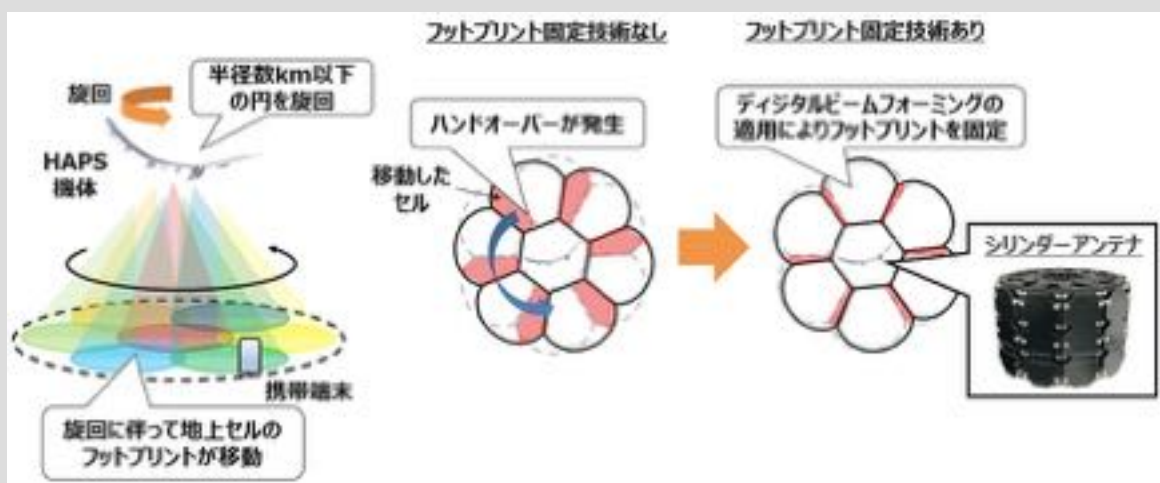 フットプリント固定技術なし
フットプリント固定技術あり
旋回
半径数km以下
の円を旋回
HAPS
機体
ハンドオーバーが発生
移動した
セル
ディジタルビームフォーミングの
適用によりフットプリントを固定
シリンダーアンテナ
携帯端末
旋回に伴って地上セルの
フットプリントが移動